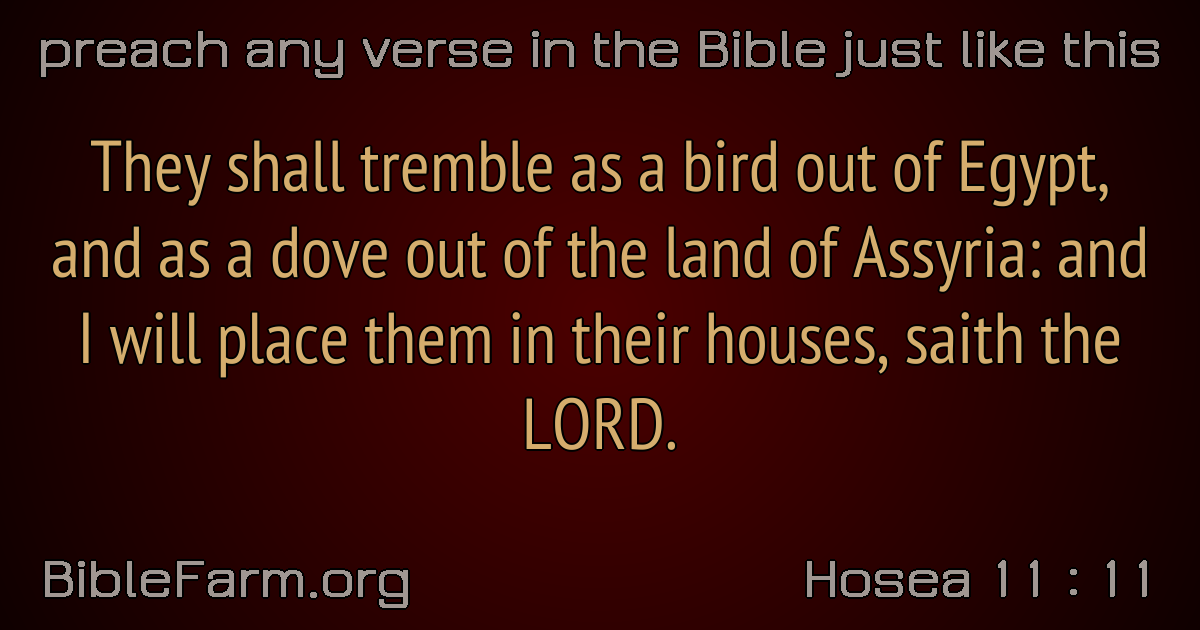 preach any verse in the Bible just like this
They shall tremble as a bird out of Egypt,
and as a dove out of the land of Assyria: and
I will place them in their houses, saith the
LORD.
BibleFarm.org
Hosea 11 : 11